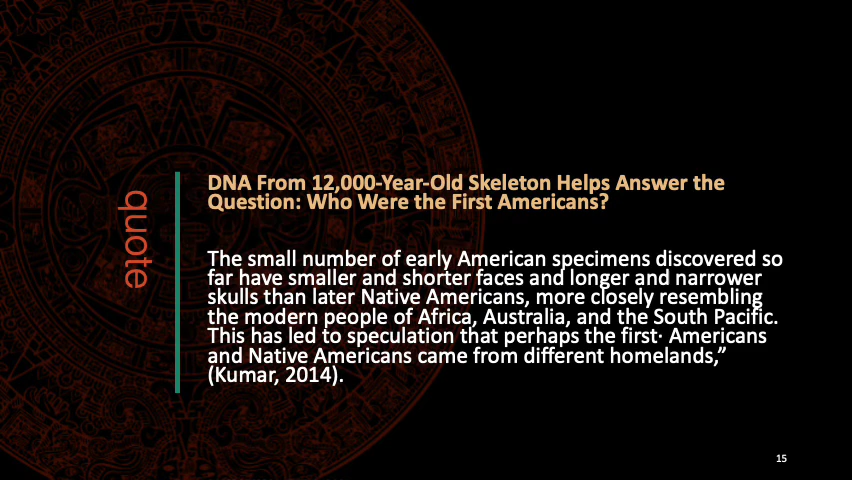 quote
DNA From 12,000-Year-Old Skeleton Helps Answer the
Question: Who Were the First Americans?
The small number of early American specimens discovered so
far have smaller and shorter faces and longer and narrower
skulls than later Native Americans, more closely resembling
the modern people of Africa, Australia, and the South Pacific.
This has led to speculation that perhaps the first· Americans
and Native Americans came from different homelands,”
(Kumar, 2014).
15